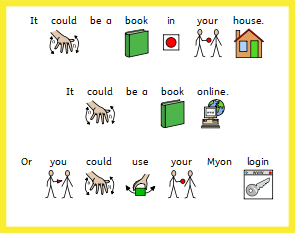 It could be a book in your house.
It could be a book online.
Or you could use your Myon login